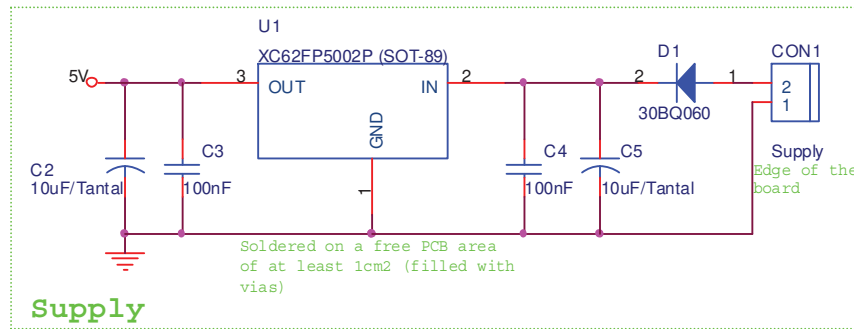 U1
XC62FP5002P (SOT-89)
D1
CON1
5V
3
OUT
IN
2
2
1
2
1
30BQ060
GND
C3
C4
C5
Supply
C2
10uF/Tantal
100nF
1
100nF
10uF/Tantal
Edge of the
board
Soldered on a free PCB area
of at least 1cm2 (filled with
vias)
Supply